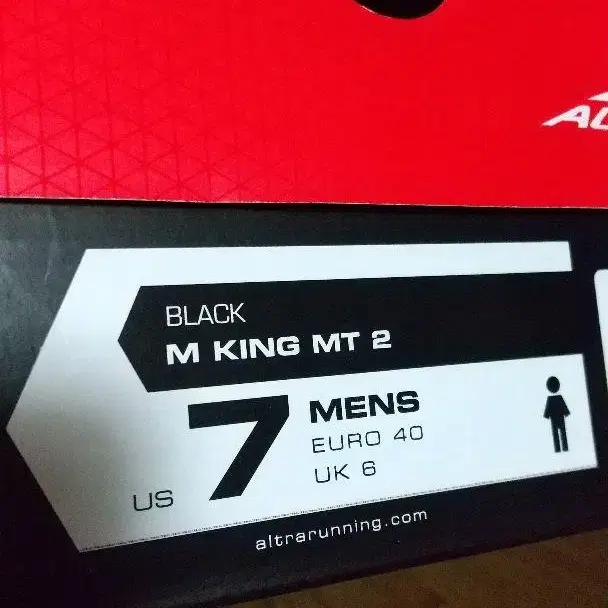 BLACK
M KING MT 2
US 7 MENS
EURO 40
UK 6
altrarunning.com